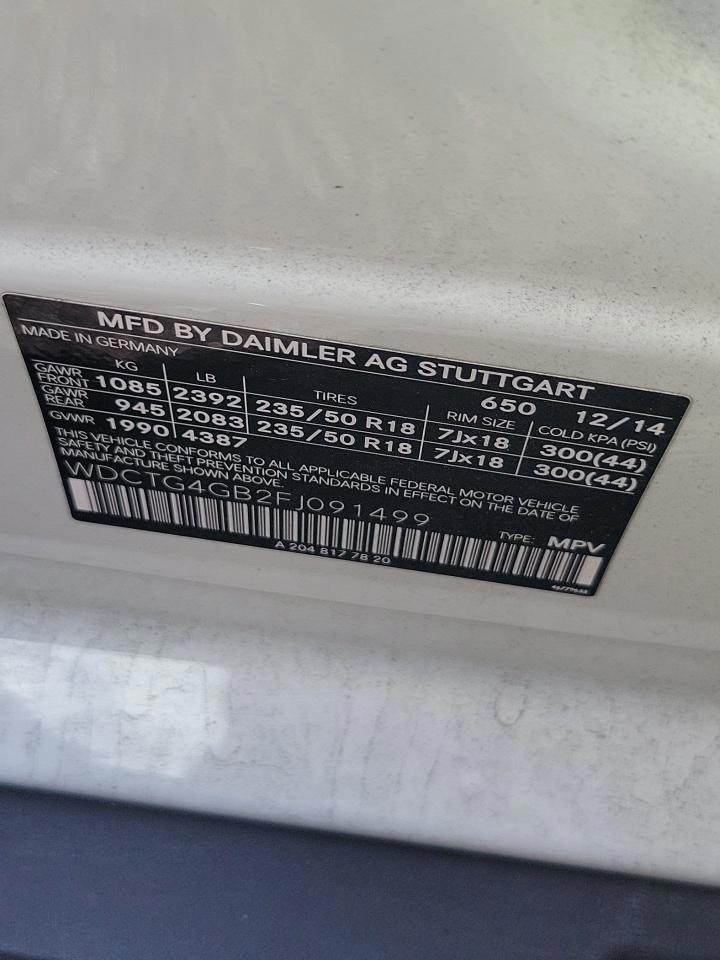 MFD BY DAIMLER AG STUTTGART
MADE IN GERMANY 650 12/14
KG LB TIRES RIM SIZE COLD KPA (PSI)
GAWR FRONT 1085 2392 235/50 R18 7Jx18 300(44)
GAWR REAR 945 2083 235/50 R18 7Jx18 300(44)
GVWR 1990 4387
THIS VEHICLE CONFORMS TO ALL APPLICABLE FEDERAL MOTOR VEHICLE
SAFETY AND THEFT PREVENTION STANDARDS IN EFFECT ON THE DATE OF
MANUFACTURE SHOWN ABOVE.
WDCTG4GB2FJ091499 TYPE: MPV
A 204 817 78 20